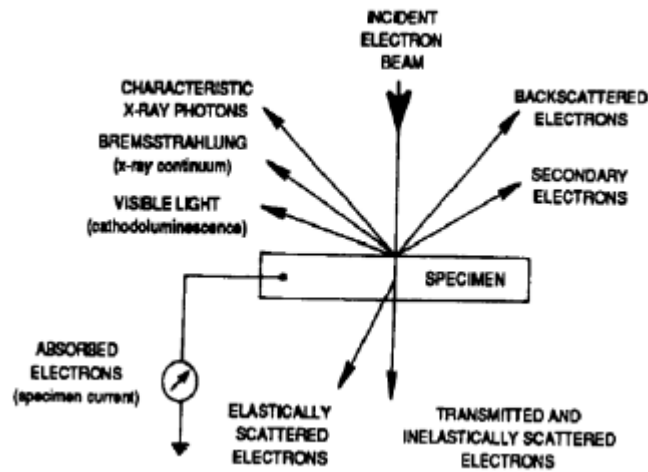 INCIDENT
ELECTRON
BEAM
CHARACTERISTIC
X-RAY PHOTONS
BACKSCATTERED
ELECTRONS
BREMSSTRAHLUNG
(x-ray continuum)
SECONDARY
ELECTRONS
VISIBLE LIGHT
(cathodoluminescence)
SPECIMEN
ABSORBED
ELECTRONS
(specimen current)
ELASTICALLY
SCATTERED
ELECTRONS
TRANSMITTED AND
INELASTICALLY SCATTERED
ELECTRONS